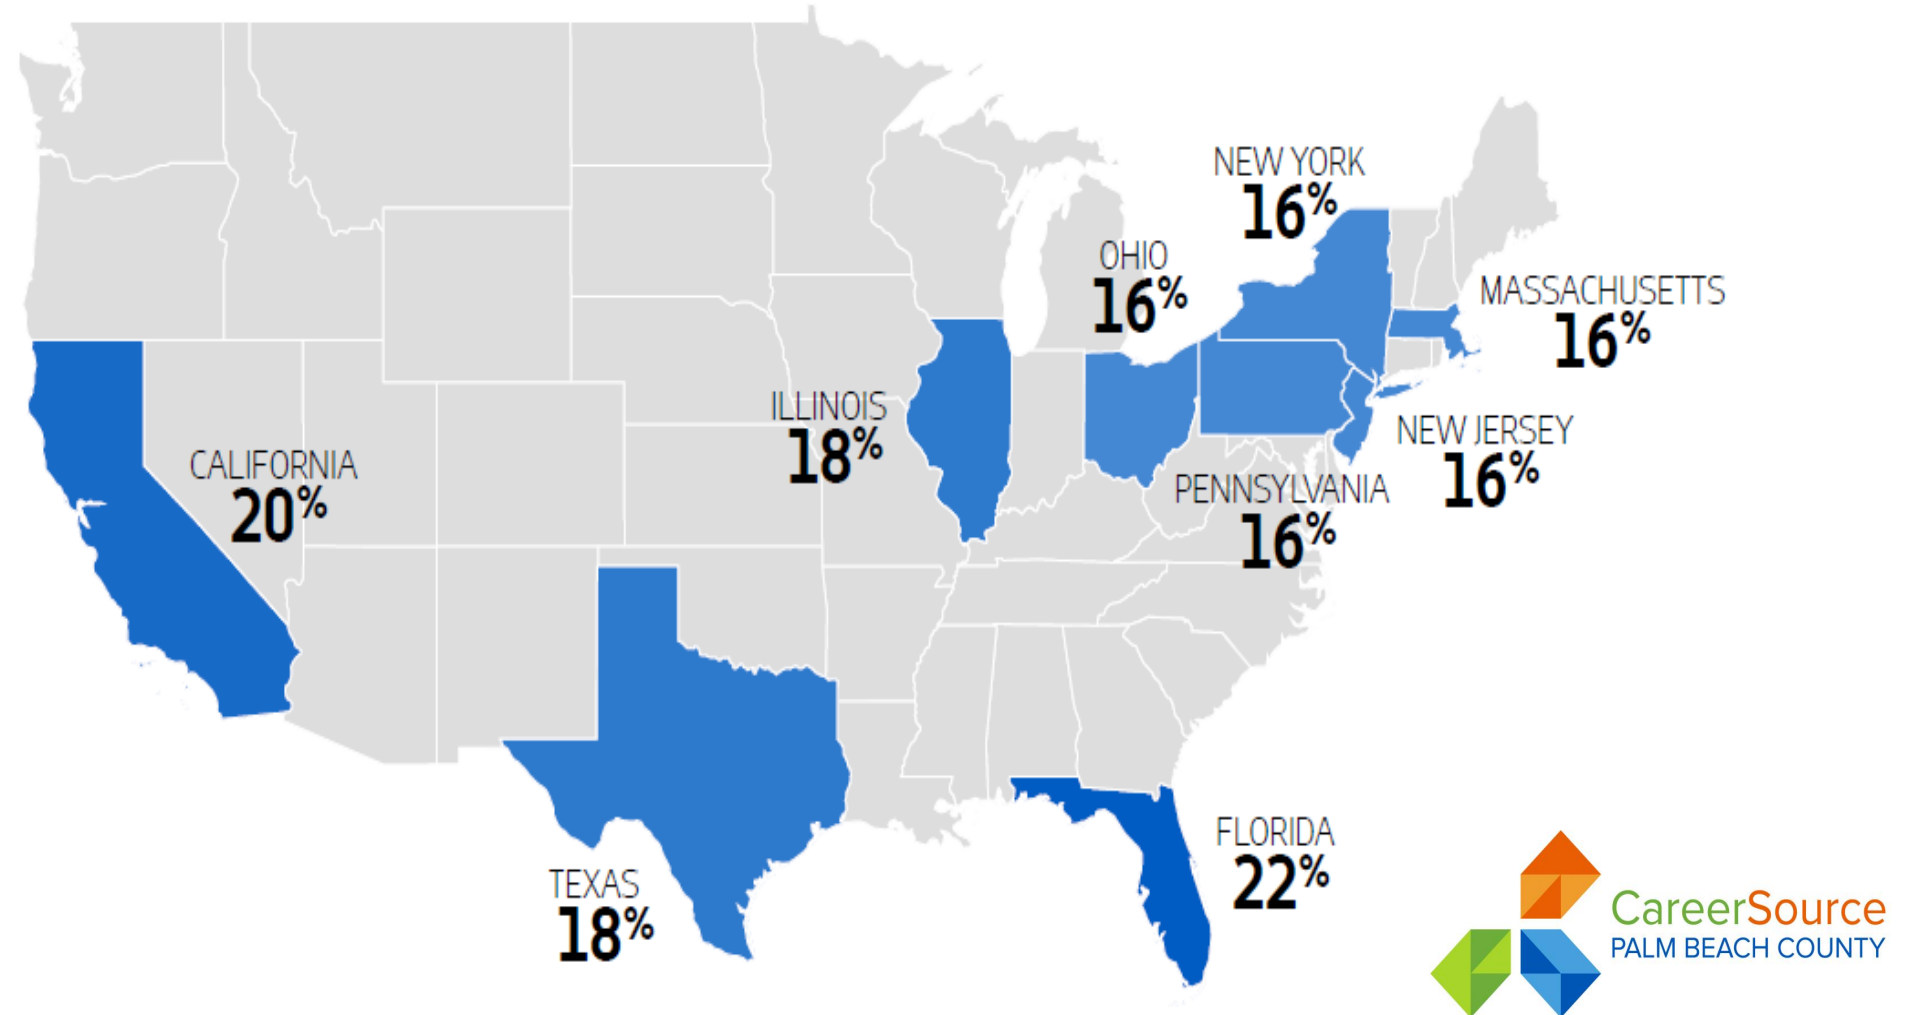 NEW YORK
16%
OHIO
16%
MASSACHUSETTS
16%
ILLINOIS
18%
NEW JERSEY
16%
CALIFORNIA
20%
PENNSYLVANIA
16%
FLORIDA
22%
TEXAS
18%
CareerSource
PALM BEACH COUNTY